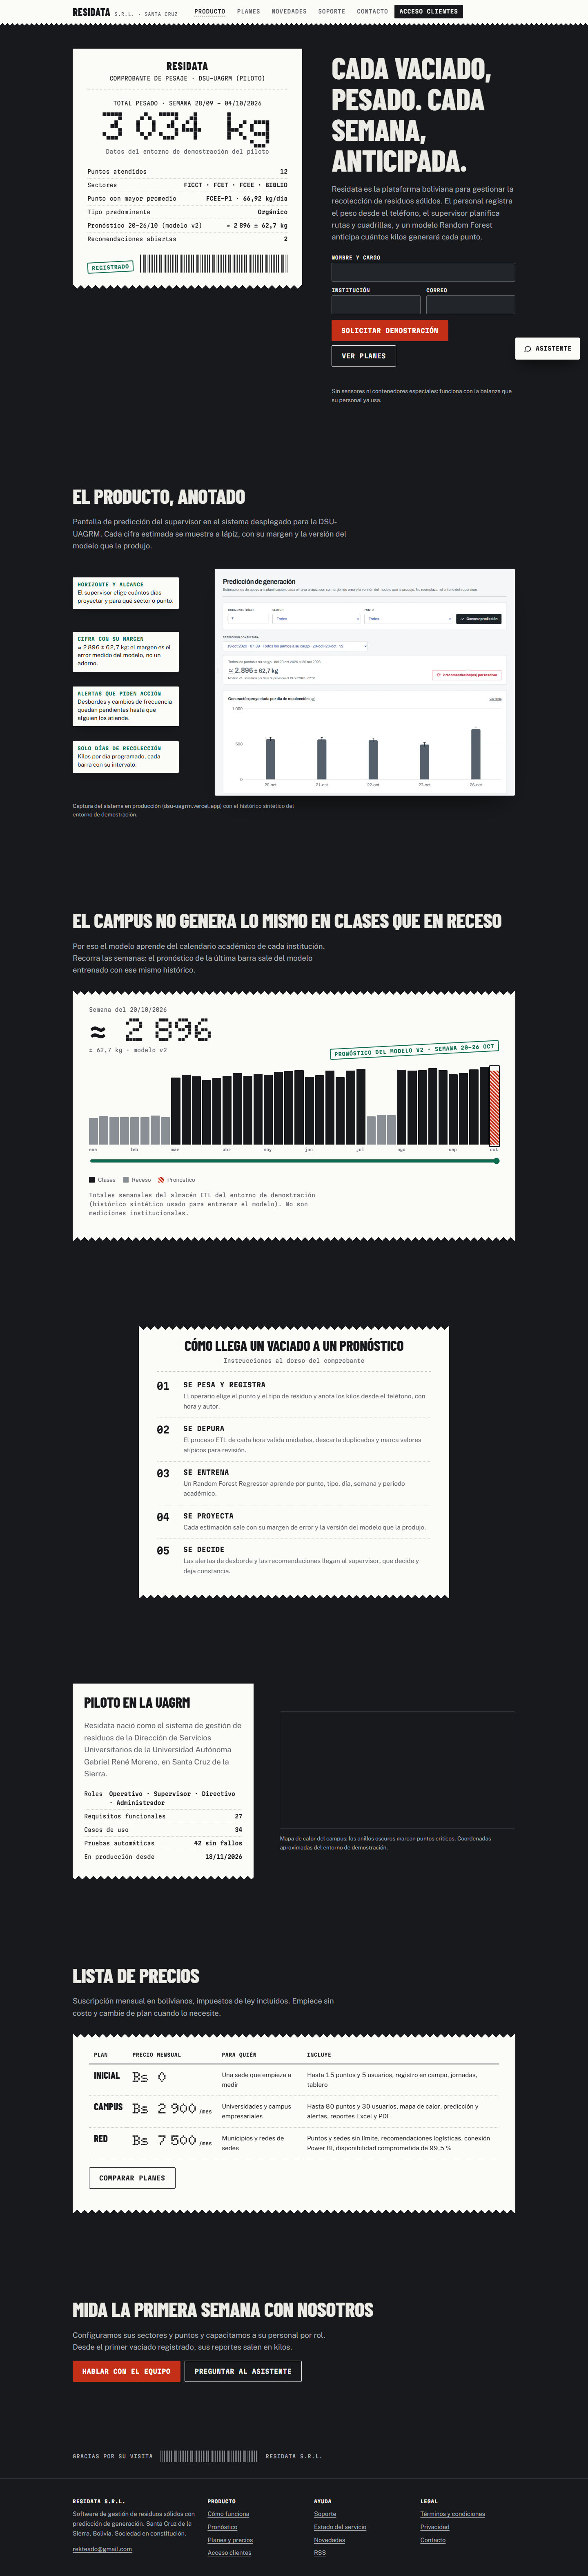 RESIDATA S.R.L. · SANTA CRUZ PRODUCTO PLANES NOVEDADES SOPORTE CONTACTO ACCESO CLIENTES
RESIDATA
COMPROBANTE DE PESAJE · DSU-UAGRM (PILOTO)
TOTAL PESADO · SEMANA 28/09 — 04/10/2026
3 034 kg
Datos del entorno de demostración del piloto
Puntos atendidos 12
Sectores FICCT · FCET · FCEE · BIBLIO
Punto con mayor promedio FCEE-P1 · 66,92 kg/día
Tipo predominante Orgánico
Pronóstico 20–26/10 (modelo v2) ≈ 2 896 ± 62,7 kg
Recomendaciones abiertas 2
REGISTRADO
CADA VACIADO,
PESADO. CADA
SEMANA,
ANTICIPADA.
Residata es la plataforma boliviana para gestionar la
recolección de residuos sólidos. El personal registra
el peso desde el teléfono, el supervisor planifica
rutas y cuadrillas, y un modelo Random Forest
anticipa cuántos kilos generará cada punto.
NOMBRE Y CARGO
INSTITUCIÓN CORREO
SOLICITAR DEMOSTRACIÓN
VER PLANES
ASISTENTE
Sin sensores ni contenedores especiales: funciona con la balanza que
su personal ya usa.
EL PRODUCTO, ANOTADO
Pantalla de predicción del supervisor en el sistema desplegado para la DSU-
UAGRM. Cada cifra estimada se muestra a lápiz, con su margen y la versión del
modelo que la produjo.
HORIZONTE Y ALCANCE
El supervisor elige cuántos días
proyectar y para qué sector o punto.
CIFRA CON SU MARGEN
≈ 2 896 ± 62,7 kg: el margen es el
error medido del modelo, no un
adorno.
ALERTAS QUE PIDEN ACCIÓN
Desbordes y cambios de frecuencia
quedan pendientes hasta que
alguien los atiende.
SOLO DÍAS DE RECOLECCIÓN
Kilos por día programado, cada
barra con su intervalo.
Predicción de generación
SECTOR
PUNTO
7 Todos Todos Generar predicción
≈ 2.896 ± 62,7 kg
Generación proyectada por día de recolección (kg)
1.000
500
0
20-oct 21-oct 22-oct 23-oct 26-oct
Captura del sistema en producción (dsu-uagrm.vercel.app) con el histórico sintético del
entorno de demostración.
EL CAMPUS NO GENERA LO MISMO EN CLASES QUE EN RECESO
Por eso el modelo aprende del calendario académico de cada institución.
Recorra las semanas: el pronóstico de la última barra sale del modelo
entrenado con ese mismo histórico.
Semana del 20/10/2026
≈ 2 896
± 62,7 kg · modelo v2
PRONÓSTICO DEL MODELO V2 · SEMANA 20–26 OCT
ene feb mar abr may jun jul ago sep oct
Clases Receso Pronóstico
Totales semanales del almacén ETL del entorno de demostración
(histórico sintético usado para entrenar el modelo). No son
mediciones institucionales.
CÓMO LLEGA UN VACIADO A UN PRONÓSTICO
Instrucciones al dorso del comprobante
01 SE PESA Y REGISTRA
El operario elige el punto y el tipo de residuo y anota los kilos desde el teléfono, con
hora y autor.
02 SE DEPURA
El proceso ETL de cada hora valida unidades, descarta duplicados y marca valores
atípicos para revisión.
03 SE ENTRENA
Un Random Forest Regressor aprende por punto, tipo, día, semana y periodo
académico.
04 SE PROYECTA
Cada estimación sale con su margen de error y la versión del modelo que la produjo.
05 SE DECIDE
Las alertas de desborde y las recomendaciones llegan al supervisor, que decide y
deja constancia.
PILOTO EN LA UAGRM
Residata nació como el sistema de gestión de
residuos de la Dirección de Servicios
Universitarios de la Universidad Autónoma
Gabriel René Moreno, en Santa Cruz de la
Sierra.
Roles Operativo · Supervisor · Directivo
· Administrador
Requisitos funcionales 27
Casos de uso 34
Pruebas automáticas 42 sin fallos
En producción desde 18/11/2026
Mapa de calor del campus: los anillos oscuros marcan puntos críticos. Coordenadas
aproximadas del entorno de demostración.
LISTA DE PRECIOS
Suscripción mensual en bolivianos, impuestos de ley incluidos. Empiece sin
costo y cambie de plan cuando lo necesite.
PLAN PRECIO MENSUAL PARA QUIÉN INCLUYE
INICIAL Bs 0 Una sede que empieza a
medir Hasta 15 puntos y 5 usuarios, registro en campo, jornadas,
tablero
CAMPUS Bs 2 900 /mes Universidades y campus
empresariales Hasta 80 puntos y 30 usuarios, mapa de calor, predicción y
alertas, reportes Excel y PDF
RED Bs 7 500 /mes Municipios y redes de
sedes Puntos y sedes sin límite, recomendaciones logísticas, conexión
Power BI, disponibilidad comprometida de 99,5 %
COMPARAR PLANES
MIDA LA PRIMERA SEMANA CON NOSOTROS
Configuramos sus sectores y puntos y capacitamos a su personal por rol.
Desde el primer vaciado registrado, sus reportes salen en kilos.
HABLAR CON EL EQUIPO PREGUNTAR AL ASISTENTE
GRACIAS POR SU VISITA RESIDATA S.R.L.
RESIDATA S.R.L.
Software de gestión de residuos sólidos con
predicción de generación. Santa Cruz de la
Sierra, Bolivia. Sociedad en constitución.
rekteado@gmail.com
PRODUCTO
Cómo funciona
Pronóstico
Planes y precios
Acceso clientes
AYUDA
Soporte
Estado del servicio
Novedades
RSS
LEGAL
Términos y condiciones
Privacidad
Contacto